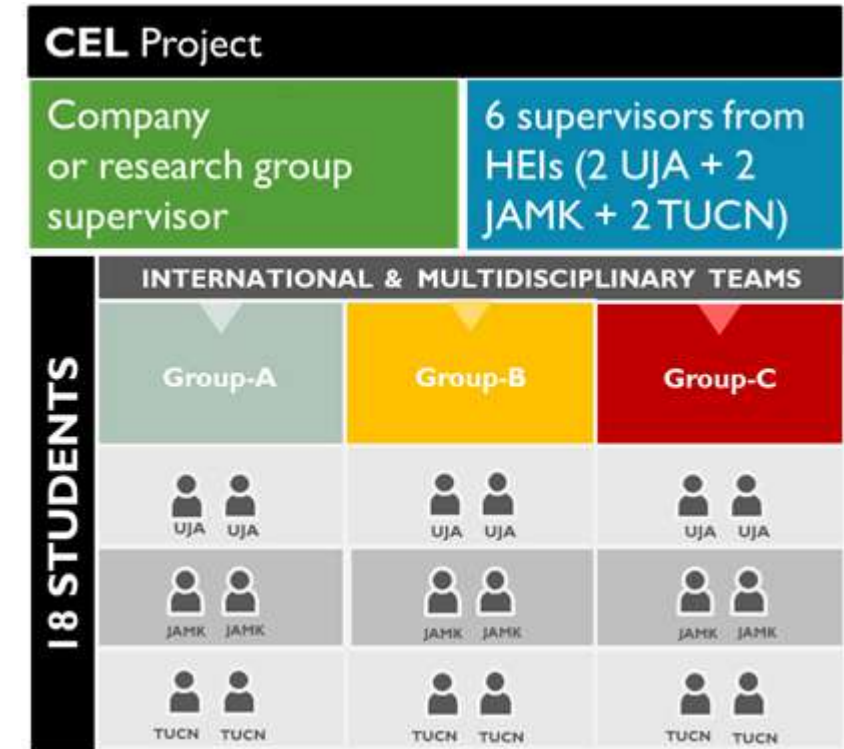 CEL Project
Company
or research group
supervisor
6 supervisors from
HEIs (2 UJA + 2
JAMK + 2 TUCN)
18 STUDENTS
INTERNATIONAL & MULTIDISCIPLINARY TEAMS
Group-A
Group-B
Group-C
UJA UJA
UJA UJA
UJA UJA
JAMK JAMK
JAMK JAMK
JAMK JAMK
TUCN TUCN
TUCN TUCN
TUCN TUCN